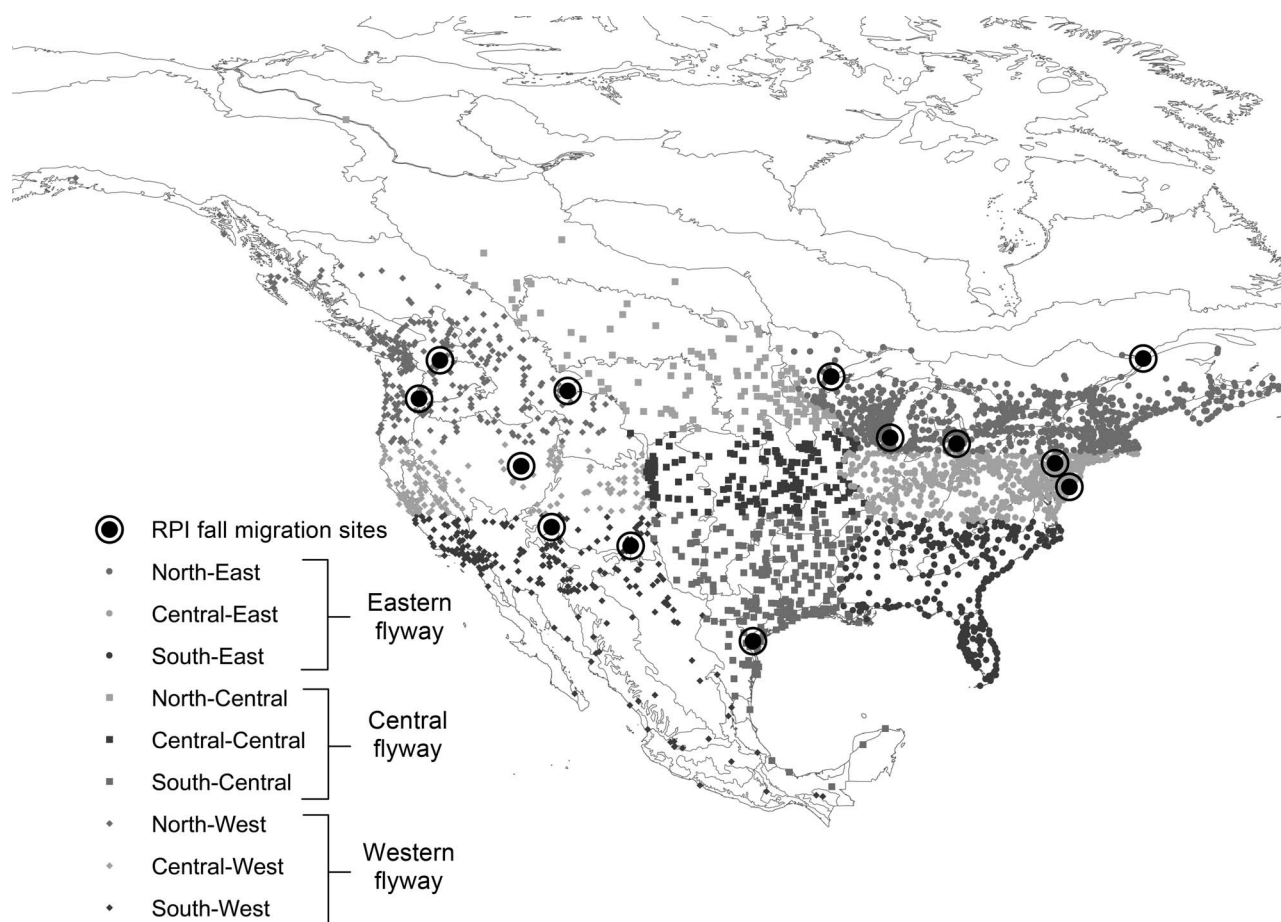 RPI fall migration sites
North-East
Central-East
South-East
Eastern
flyway
North-Central
Central-Central
South-Central
Central
flyway
North-West
Central-West
South-West
Western
flyway